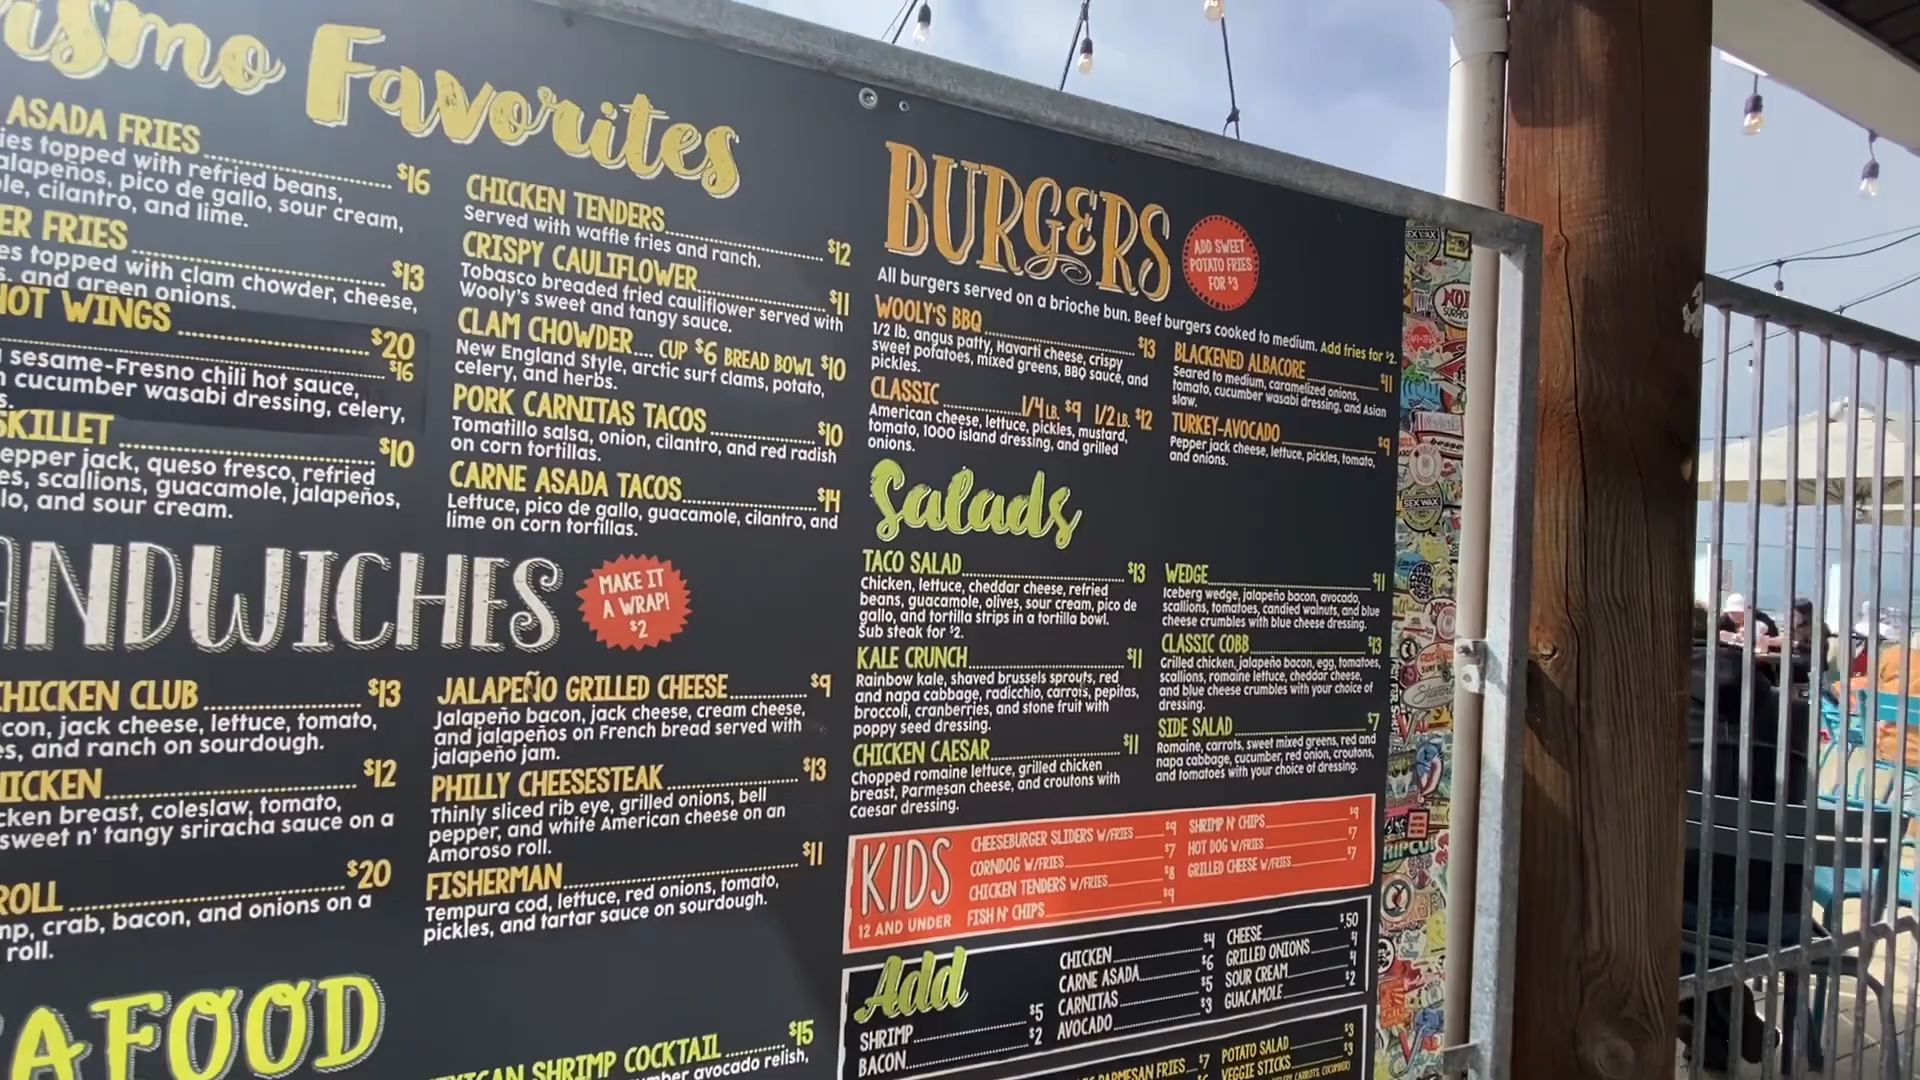 Favorites
ASADA FRIES $16
topped with refried beans,
jalapeños, pico de gallo, sour cream,
cilantro, and lime.
FRIES $13
topped with clam chowder, cheese,
and green onions.
HOT WINGS $20
$16
sesame-Fresno chili hot sauce,
cucumber wasabi dressing, celery,
SKILLET $10
pepper jack, queso fresco, refried
scallions, guacamole, jalapeños,
and sour cream.
CHICKEN TENDERS $12
Served with waffle fries and ranch.
CRISPY CAULIFLOWER $11
Tobasco breaded fried cauliflower served with
Wooly's sweet and tangy sauce.
CLAM CHOWDER.... CUP $6 BREAD BOWL $10
New England Style, arctic surf clams, potato,
celery, and herbs.
PORK CARNITAS TACOS $10
Tomatillo salsa, onion, cilantro, and red radish
on corn tortillas.
CARNE ASADA TACOS $14
Lettuce, pico de gallo, guacamole, cilantro, and
lime on corn tortillas.
BURGERS
ADD SWEET
POTATO FRIES
FOR $3
All burgers served on a brioche bun. Beef burgers cooked to medium. Add fries for $2.
WOOLY'S BBQ $13
1/2 lb. angus patty, Havarti cheese, crispy
sweet potatoes, mixed greens, BBQ sauce, and
pickles.
CLASSIC 1/4 LB. $9 1/2 LB. $12
American cheese, lettuce, pickles, mustard,
tomato, 1000 island dressing, and grilled
onions.
BLACKENED ALBACORE $11
Seared to medium, caramelized onions,
tomato, cucumber wasabi dressing, and Asian
slaw.
TURKEY-AVOCADO $9
Pepper jack cheese, lettuce, pickles, tomato,
and onions.
Salads
TACO SALAD $13
Chicken, lettuce, cheddar cheese, refried
beans, guacamole, olives, sour cream, pico de
gallo, and tortilla strips in a tortilla bowl.
Sub steak for $2.
KALE CRUNCH $11
Rainbow kale, shaved brussels sprouts, red
and napa cabbage, radicchio, carrots, pepitas,
broccoli, cranberries, and stone fruit with
poppy seed dressing.
CHICKEN CAESAR $11
Chopped romaine lettuce, grilled chicken
breast, Parmesan cheese, and croutons with
Caesar dressing.
WEDGE $11
Iceberg wedge, jalapeño bacon, avocado,
scallions, tomatoes, candied walnuts, and blue
cheese crumbles with blue cheese dressing.
CLASSIC COBB $13
Grilled chicken, jalapeño bacon, egg, tomatoes,
scallions, romaine lettuce, cheddar cheese,
and blue cheese crumbles with your choice of
dressing.
SIDE SALAD $7
Romaine, carrots, sweet mixed greens, red and
napa cabbage, cucumber, red onion, croutons,
and tomatoes with your choice of dressing.
MAKE IT
A WRAP!
$2
CHICKEN CLUB $13
jack cheese, lettuce, tomato,
and ranch on sourdough.
$12
breast, coleslaw, tomato,
sweet n' tangy sriracha sauce on a
ROLL $20
crab, bacon, and onions on a
roll.
JALAPEÑO GRILLED CHEESE $9
Jalapeño bacon, jack cheese, cream cheese,
and jalapeños on French bread served with
jalapeño jam.
PHILLY CHEESESTEAK $13
Thinly sliced rib eye, grilled onions, bell
pepper, and white American cheese on an
Amoroso roll.
FISHERMAN $11
Tempura cod, lettuce, red onions, tomato,
pickles, and tartar sauce on sourdough.
KIDS
12 AND UNDER
CHEESEBURGER SLIDERS W/FRIES $9
CORNDOG W/FRIES $7
CHICKEN TENDERS W/FRIES $8
FISH N' CHIPS $9
SHRIMP N' CHIPS $9
HOT DOG W/FRIES $7
GRILLED CHEESE W/FRIES $7
Add
SHRIMP $5
BACON $2
CHICKEN $4
CARNE ASADA $6
CARNITAS $5
AVOCADO $3
CHEESE $.50
GRILLED ONIONS $1
SOUR CREAM $1
GUACAMOLE $2
SHRIMP COCKTAIL $15
avocado relish,
PARMESAN FRIES $7
POTATO SALAD $3
VEGGIE STICKS $3
SEX WAX
SEX WAX
RIPCURL